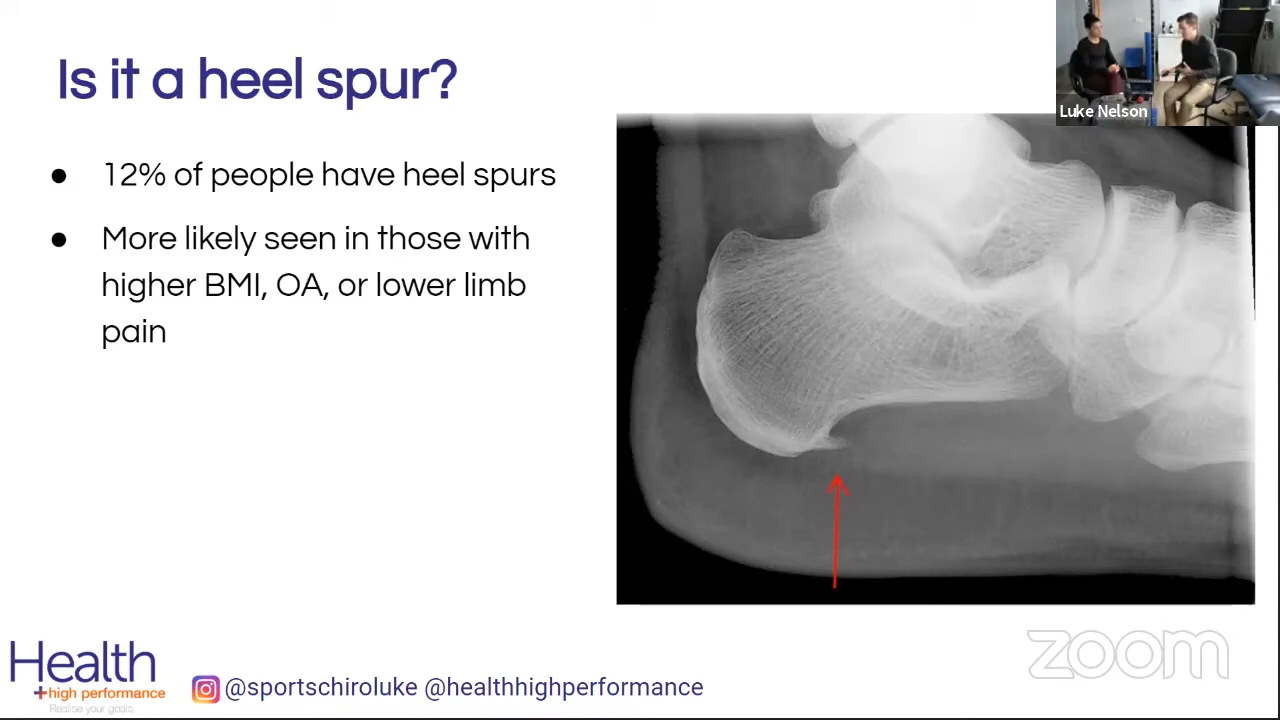 Is it a heel spur?
Luke Nelson
● 12% of people have heel spurs
● More likely seen in those with
higher BMI, OA, or lower limb
pain
Health
+high performance
Realise your goals.
@sportschiroluke @healthhighperformance
zoom